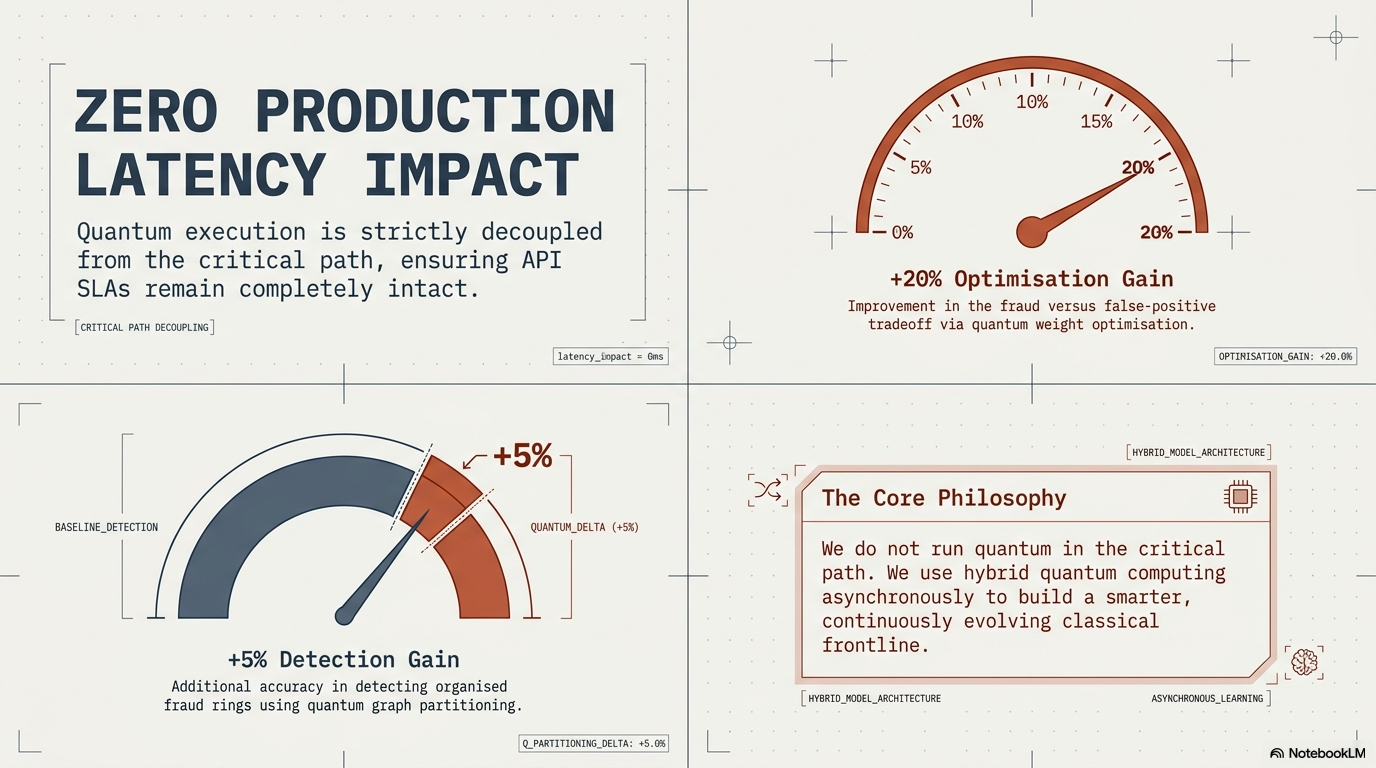 ZERO PRODUCTION
LATENCY IMPACT
Quantum execution is strictly decoupled
from the critical path, ensuring API
SLAs remain completely intact.
CRITICAL PATH DECOUPLING
latency_impact = 0ms
0%
5%
10%
10%
15%
20%
20%
+20% Optimisation Gain
Improvement in the fraud versus false-positive
tradeoff via quantum weight optimisation.
OPTIRISATION_GAIN: +20.0%
+5%
BASELINE_DETECTION
QUANTUM_DELTA (+5%)
+5% Detection Gain
Additional accuracy in detecting organised
fraud rings using quantum graph partitioning.
Q_PARTITIONING_DELTA: +5.0%
HYBRID_MODEL_ARCHITECTURE
The Core Philosophy
We do not run quantum in the critical
path. We use hybrid quantum computing
asynchronously to build a smarter,
continuously evolving classical
frontline.
HYBRID_MODEL_ARCHITECTURE
ASYNCHRONOUS_LEARNING
NotebookLM